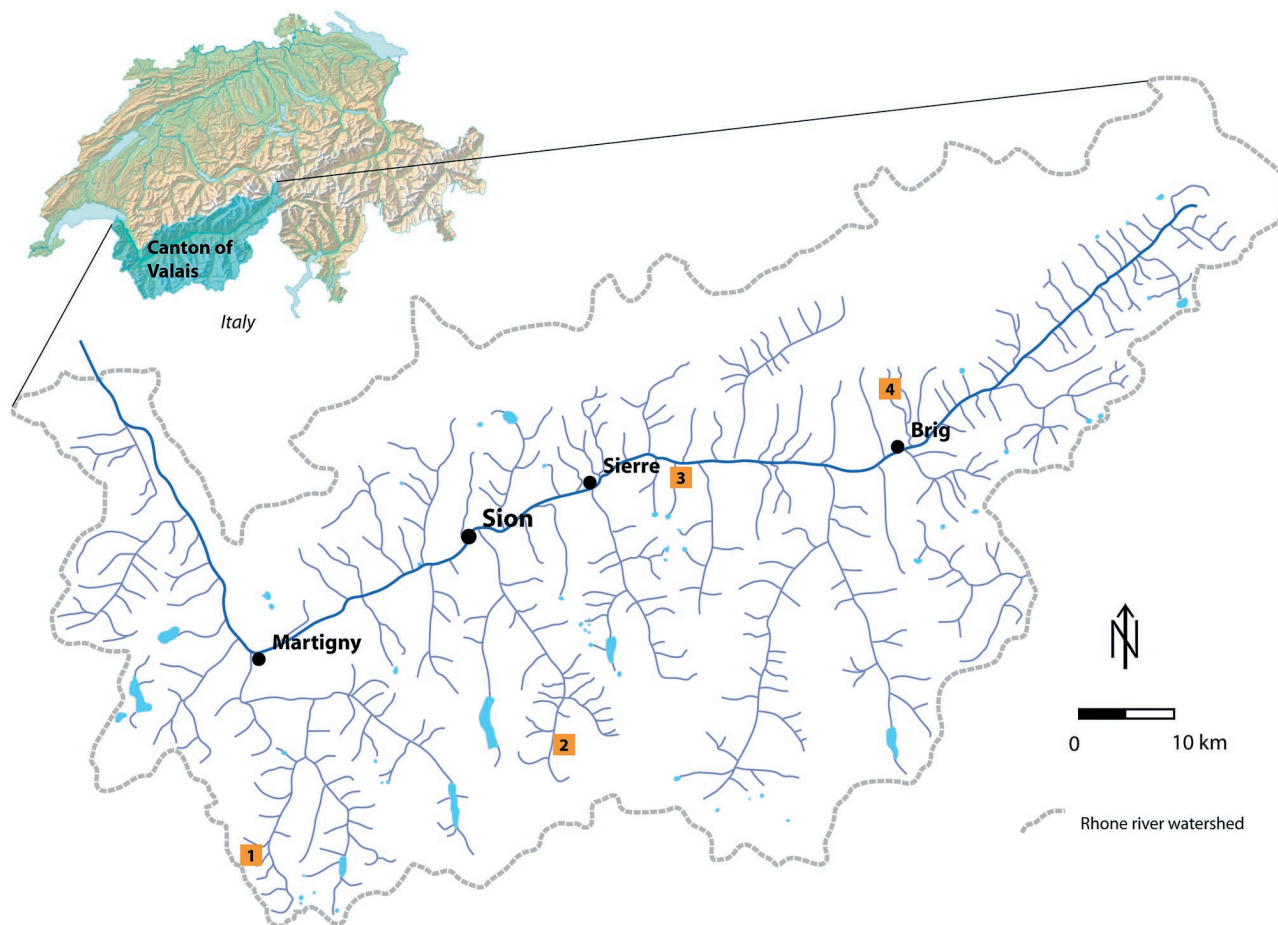 Canton of
Valais
Italy
4
Brig
Sierre
3
Sion
Martigny
2
1
N
0 10 km
Rhone river watershed